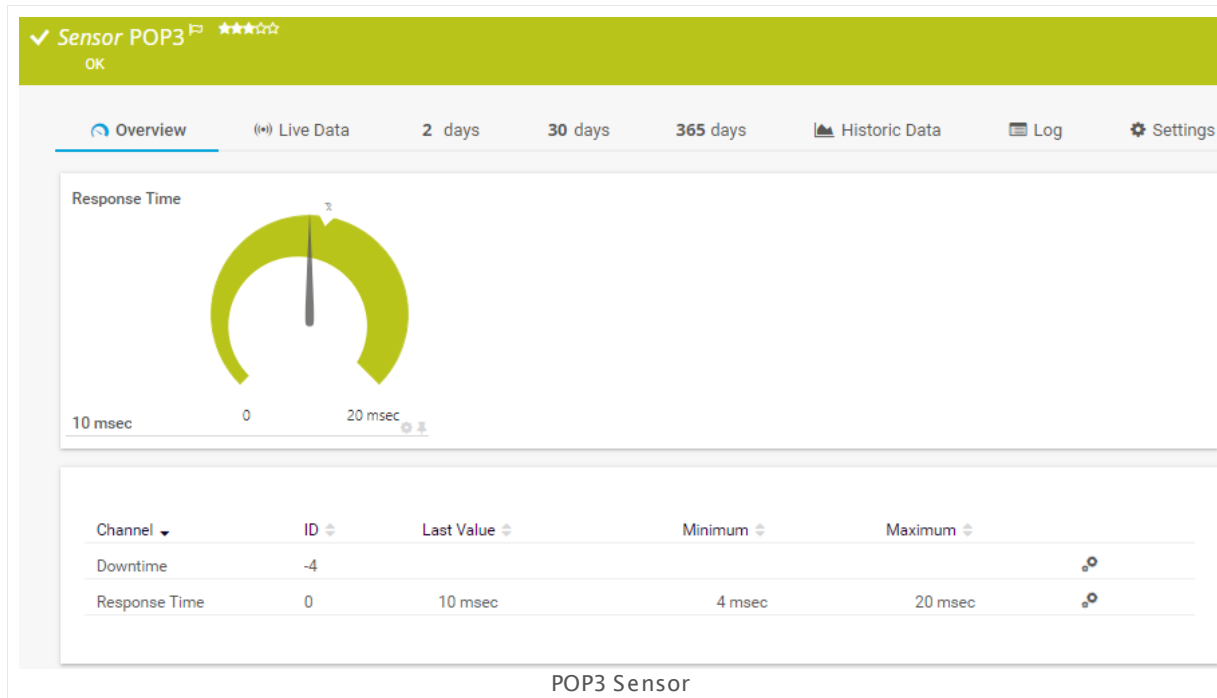 Sensor POP3
OK
Overview Live Data 2 days 30 days 365 days Historic Data Log Settings
Response Time
x̄
10 msec 0 20 msec
Channel ID Last Value Minimum Maximum
Downtime -4
Response Time 0 10 msec 4 msec 20 msec
POP3 Sensor